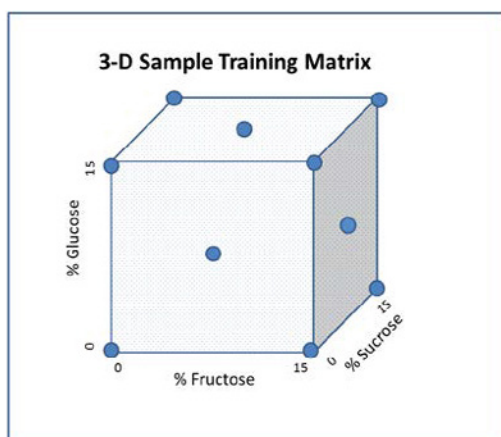 3-D Sample Training Matrix
15
% Glucose
0
0
% Fructose
15
0
% Sucrose
15